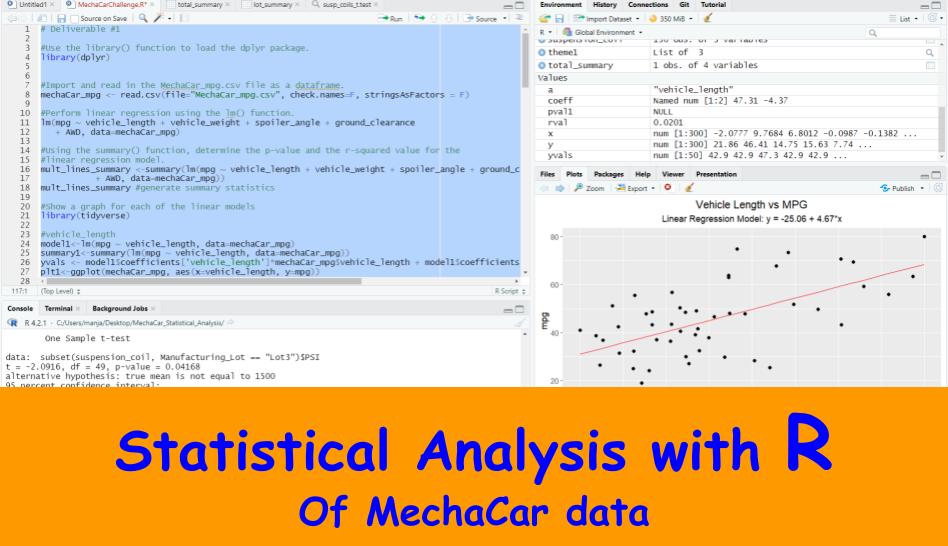 Untitled1
MechaCarChallenge.R*
total_summary
lot_summary
susp_coils_t.test
Source on Save
Run
Source
1 # Deliverable #1
2
3 #Use the library() function to load the dplyr package.
4 library(dplyr)
5
6
7 #Import and read in the MechaCar_mpg.csv file as a dataframe.
8 mechaCar_mpg <- read.csv(file="MechaCar_mpg.csv", check.names=F, stringsAsFactors = F)
9
10 #Perform linear regression using the lm() function.
11 lm(mpg ~ vehicle_length + vehicle_weight + spoiler_angle + ground_clearance
12 + AWD, data=mechaCar_mpg)
13
14 #Using the summary() function, determine the p-value and the r-squared value for the
15 #linear regression model.
16 mult_lines_summary <-summary(lm(mpg ~ vehicle_length + vehicle_weight + spoiler_angle + ground_c
17 + AWD, data=mechaCar_mpg))
18 mult_lines_summary #generate summary statistics
19
20 #Show a graph for each of the linear models
21 library(tidyverse)
22
23 #vehicle_length
24 model1<-lm(mpg ~ vehicle_length, data=mechaCar_mpg)
25 summary1<-summary(lm(mpg ~ vehicle_length, data=mechaCar_mpg))
26 yvals <- model1$coefficients['vehicle_length']*mechaCar_mpg$vehicle_length + model1$coefficients
27 plt1<-ggplot(mechaCar_mpg, aes(x=vehicle_length, y=mpg))
28
117:1 (Top Level) R Script
Console Terminal Background Jobs
R 4.2.1 · C:/Users/manja/Desktop/MechaCar_Statistical_Analysis/
One Sample t-test
data: subset(suspension_coil, Manufacturing_Lot == "Lot3")$PSI
t = -2.0916, df = 49, p-value = 0.04168
alternative hypothesis: true mean is not equal to 1500
95 percent confidence interval:
Environment History Connections Git Tutorial
Import Dataset 350 MiB List
R Global Environment
suspension_coil 150 obs. of 3 variables
theme1 List of 3
total_summary 1 obs. of 4 variables
Values
a "vehicle_length"
coeff Named num [1:2] 47.31 -4.37
pval1 NULL
rval 0.0201
x num [1:300] -2.0777 9.7684 6.8012 -0.0987 -0.1382 ...
y num [1:300] 21.86 46.41 14.75 15.63 7.74 ...
yvals num [1:50] 42.9 42.9 47.3 42.9 42.9 ...
Files Plots Packages Help Viewer Presentation
Zoom Export Publish
Vehicle Length vs MPG
Linear Regression Model: y = -25.06 + 4.67*x
80
60
40
20
mpg
Statistical Analysis with R
Of MechaCar data